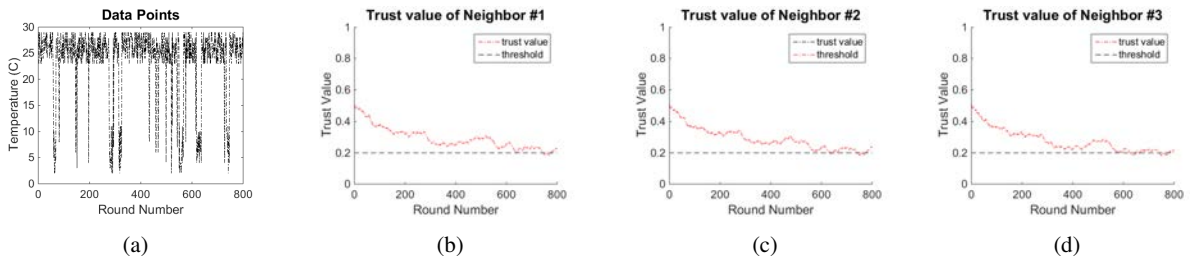 Data Points
Temperature (C)
30
25
20
15
10
5
0
0 200 400 600 800
Round Number
(a)
Trust value of Neighbor #1
Trust Value
1
0.8
0.6
0.4
0.2
0
trust value
threshold
0 200 400 600 800
Round Number
(b)
Trust value of Neighbor #2
Trust Value
1
0.8
0.6
0.4
0.2
0
trust value
threshold
0 200 400 600 800
Round Number
(c)
Trust value of Neighbor #3
Trust Value
1
0.8
0.6
0.4
0.2
0
trust value
threshold
0 200 400 600 800
Round Number
(d)